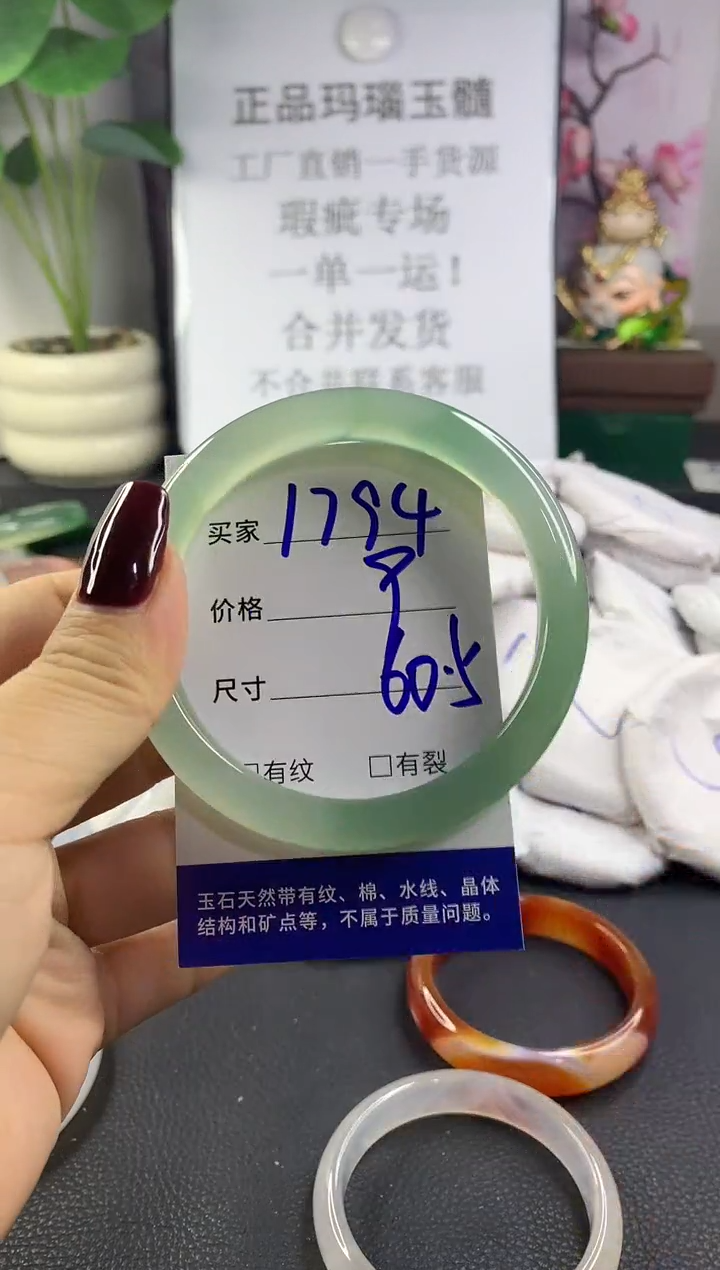 正品玛瑙玉髓
工厂直销一手货源
瑕疵专场
一单一运！
合并发货
不合并联系客服
买家 1794
价格
尺寸 60.5
□有纹 □有裂
玉石天然带有纹、棉、水线、晶体
结构和矿点等，不属于质量问题。